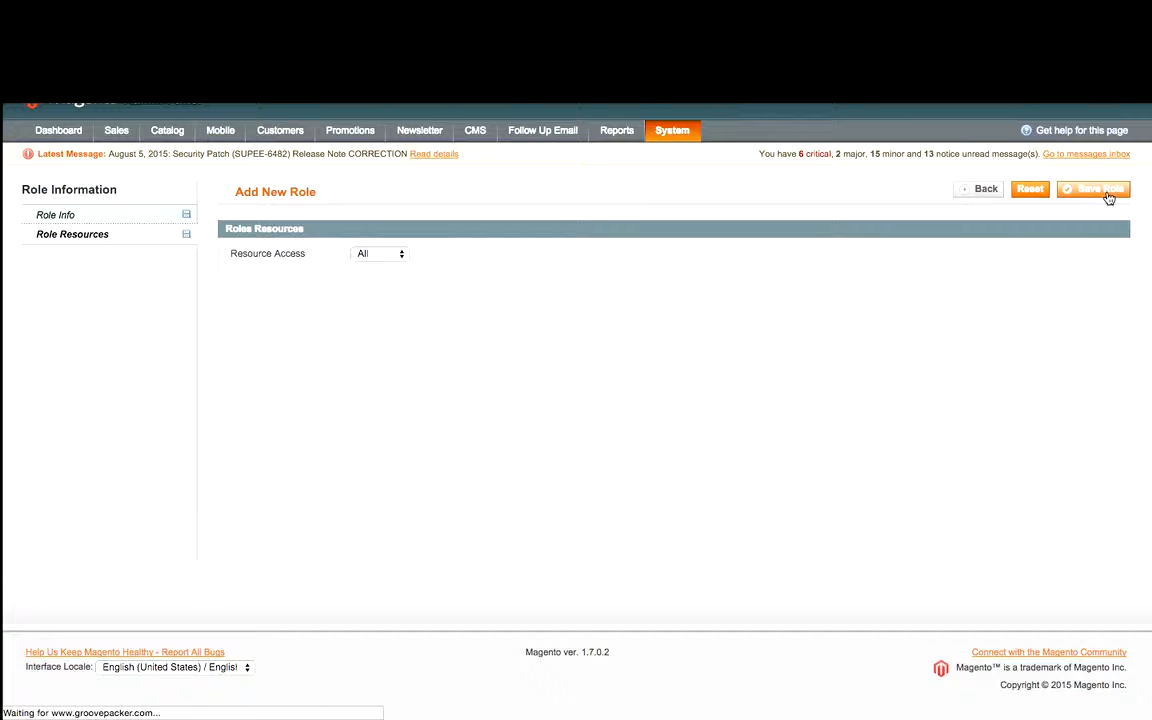 Dashboard Sales Catalog Mobile Customers Promotions Newsletter CMS Follow Up Email Reports System Get help for this page
Latest Message: August 5, 2015: Security Patch (SUPEE-6482) Release Note CORRECTION Read details You have 6 critical, 2 major, 15 minor and 13 notice unread message(s). Go to messages inbox
Role Information
Role Info
Role Resources
Add New Role
Back Reset Save Role
Roles Resources
Resource Access All
Help Us Keep Magento Healthy - Report All Bugs
Interface Locale: English (United States) / English
Magento ver. 1.7.0.2
Connect with the Magento Community
Magento™ is a trademark of Magento Inc.
Copyright © 2015 Magento Inc.
Waiting for www.groovepacker.com...